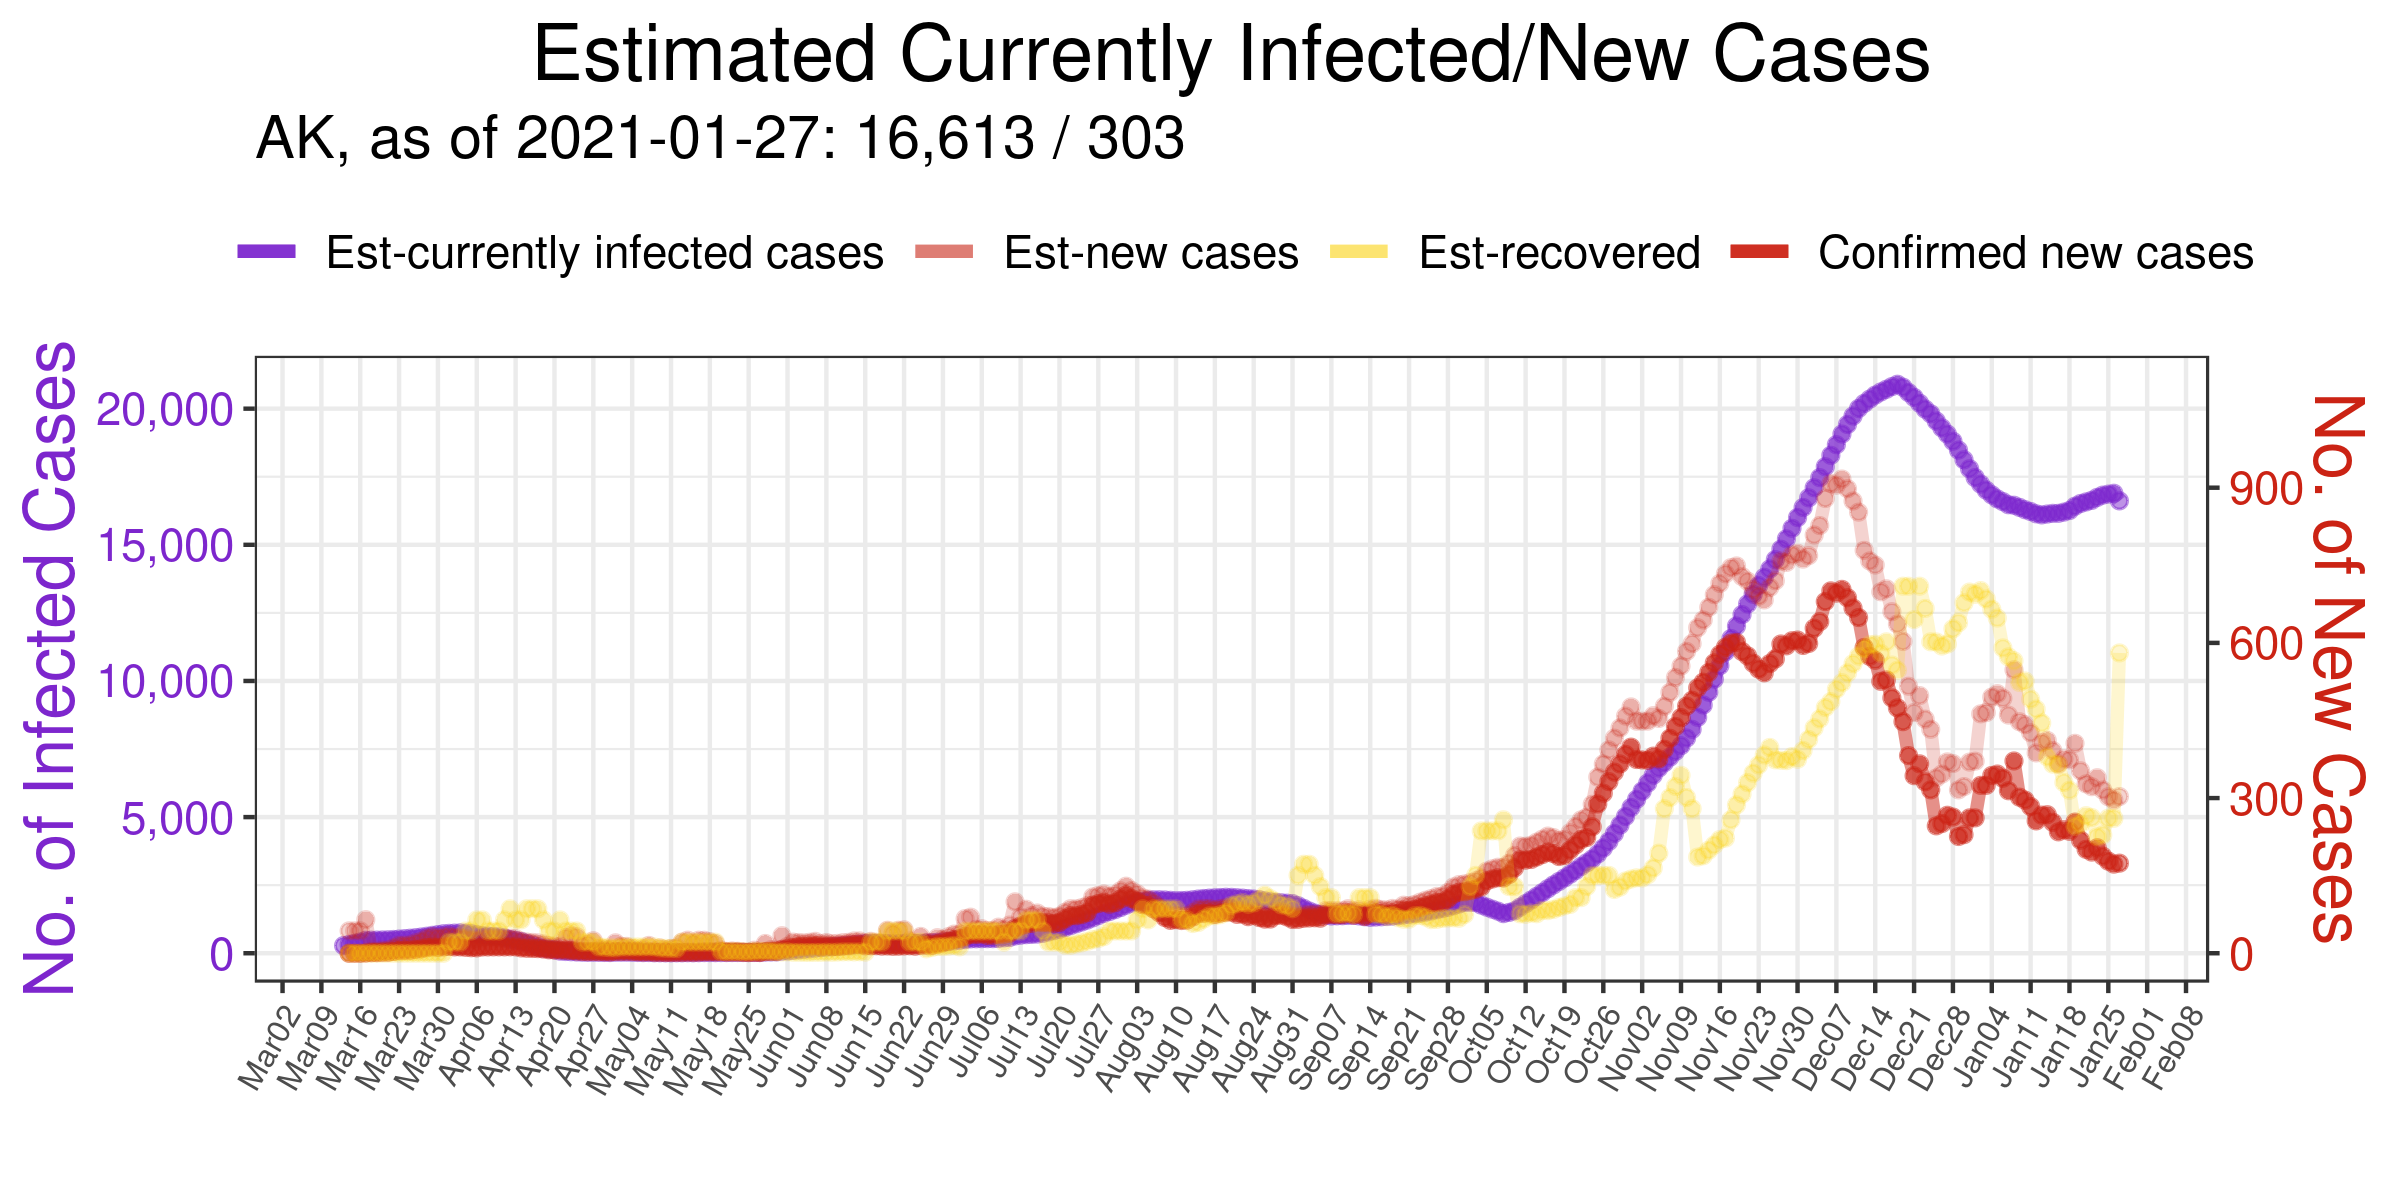 Estimated Currently Infected/New Cases
AK, as of 2021-01-27: 16,613 / 303
Est-currently infected cases
Est-new cases
Est-recovered
Confirmed new cases
No. of Infected Cases
20,000
15,000
10,000
5,000
0
No. of New Cases
900
600
300
0
Mar02
Mar09
Mar16
Mar23
Mar30
Apr06
Apr13
Apr20
Apr27
May04
May11
May18
May25
Jun01
Jun08
Jun15
Jun22
Jun29
Jul06
Jul13
Jul20
Jul27
Aug03
Aug10
Aug17
Aug24
Aug31
Sep07
Sep14
Sep21
Sep28
Oct05
Oct12
Oct19
Oct26
Nov02
Nov09
Nov16
Nov23
Nov30
Dec07
Dec14
Dec21
Dec28
Jan04
Jan11
Jan18
Jan25
Feb01
Feb08